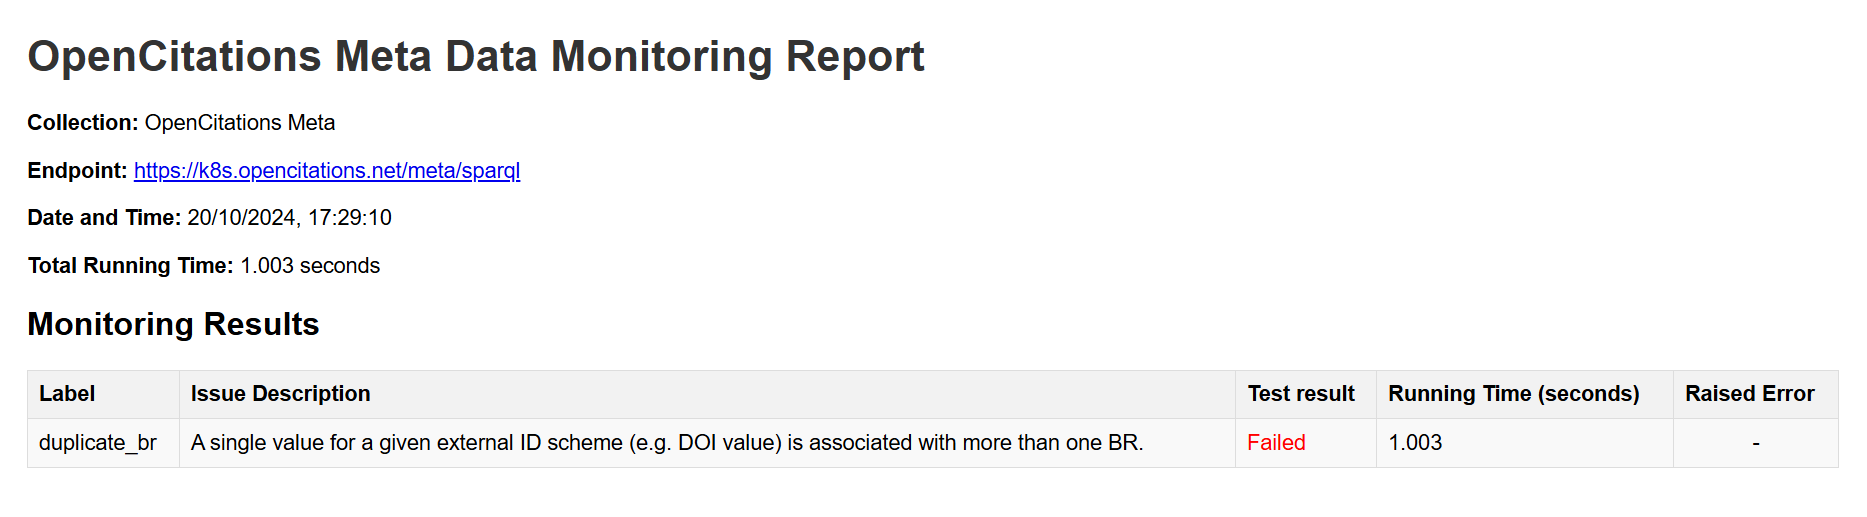 OpenCitations Meta Data Monitoring Report
Collection: OpenCitations Meta
Endpoint: https://k8s.opencitations.net/meta/sparql
Date and Time: 20/10/2024, 17:29:10
Total Running Time: 1.003 seconds
Monitoring Results
Label Issue Description Test result Running Time (seconds) Raised Error
duplicate_br A single value for a given external ID scheme (e.g. DOI value) is associated with more than one BR. Failed 1.003 -